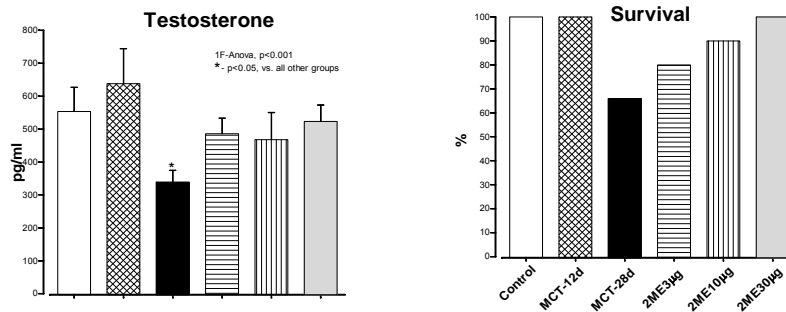 Testosterone
1F-Anova, p<0.001
*- p<0.05, vs. all other groups
pg/ml
800
700
600
500
400
300
200
100
0
*
Survival
%
100
90
80
70
60
50
40
30
20
10
0
Control
MCT-12d
MCT-28d
2ME3µg
2ME10µg
2ME30µg